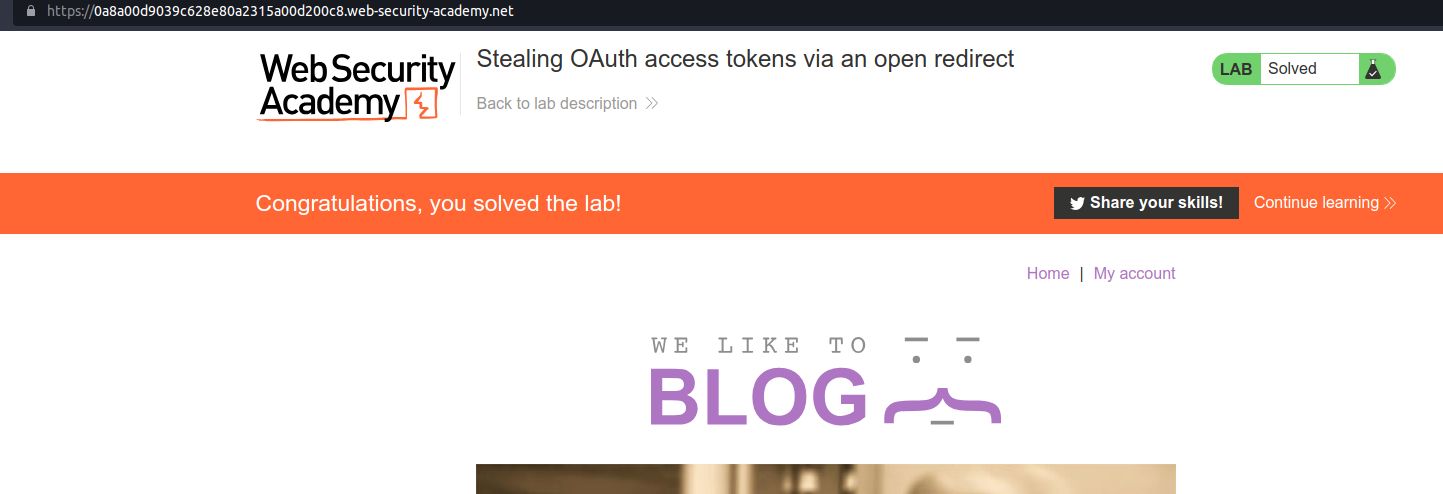 https://0a8a00d9039c628e80a2315a00d200c8.web-security-academy.net
Web Security
Academy
Stealing OAuth access tokens via an open redirect
Back to lab description
LAB Solved
Congratulations, you solved the lab!
Share your skills!
Continue learning
Home | My account
WE LIKE TO
BLOG